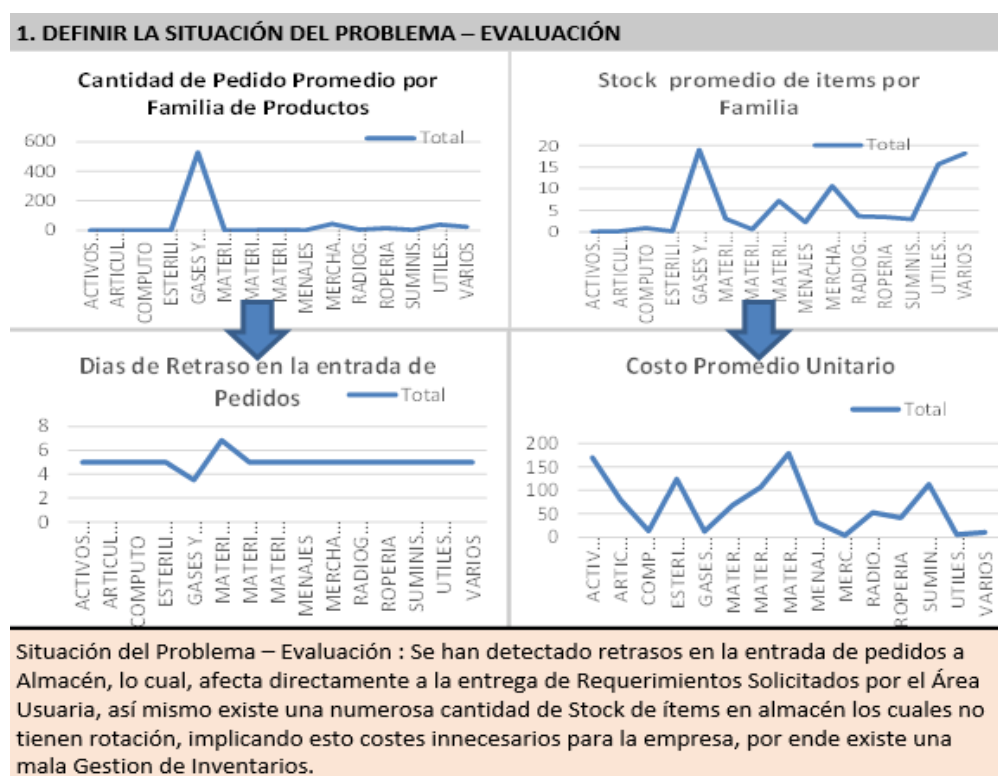 1. DEFINIR LA SITUACIÓN DEL PROBLEMA – EVALUACIÓN
Cantidad de Pedido Promedio por
Familia de Productos
Total
600
400
200
0
ACTIVOS...
ARTICUL...
COMPUTO
ESTERILI...
GASES Y...
MATERI...
MATERI...
MATERI...
MENAJES
MERCHA...
RADIOG...
ROPERIA
SUMINIS...
UTILES...
VARIOS
Stock promedio de items por
Familia
Total
20
15
10
5
0
ACTIVOS...
ARTICUL...
COMPUTO
ESTERILI...
GASES Y...
MATERI...
MATERI...
MATERI...
MENAJES
MERCHA...
RADIOG...
ROPERIA
SUMINIS...
UTILES...
VARIOS
Dias de Retraso en la entrada de
Pedidos
Total
8
6
4
2
0
ACTIVOS...
ARTICUL...
COMPUTO
ESTERILI...
GASES Y...
MATERI...
MATERI...
MATERI...
MENAJES
MERCHA...
RADIOG...
ROPERIA
SUMINIS...
UTILES...
VARIOS
Costo Promedio Unitario
Total
200
150
100
50
0
ACTIV...
ARTIC...
COMP...
ESTERI...
GASES...
MATER...
MATER...
MATER...
MENAJ...
MERC...
RADIO...
ROPERIA
SUMIN...
UTILES...
VARIOS
Situación del Problema – Evaluación : Se han detectado retrasos en la entrada de pedidos a
Almacén, lo cual, afecta directamente a la entrega de Requerimientos Solicitados por el Área
Usuaria, así mismo existe una numerosa cantidad de Stock de ítems en almacén los cuales no
tienen rotación, implicando esto costes innecesarios para la empresa, por ende existe una
mala Gestion de Inventarios.